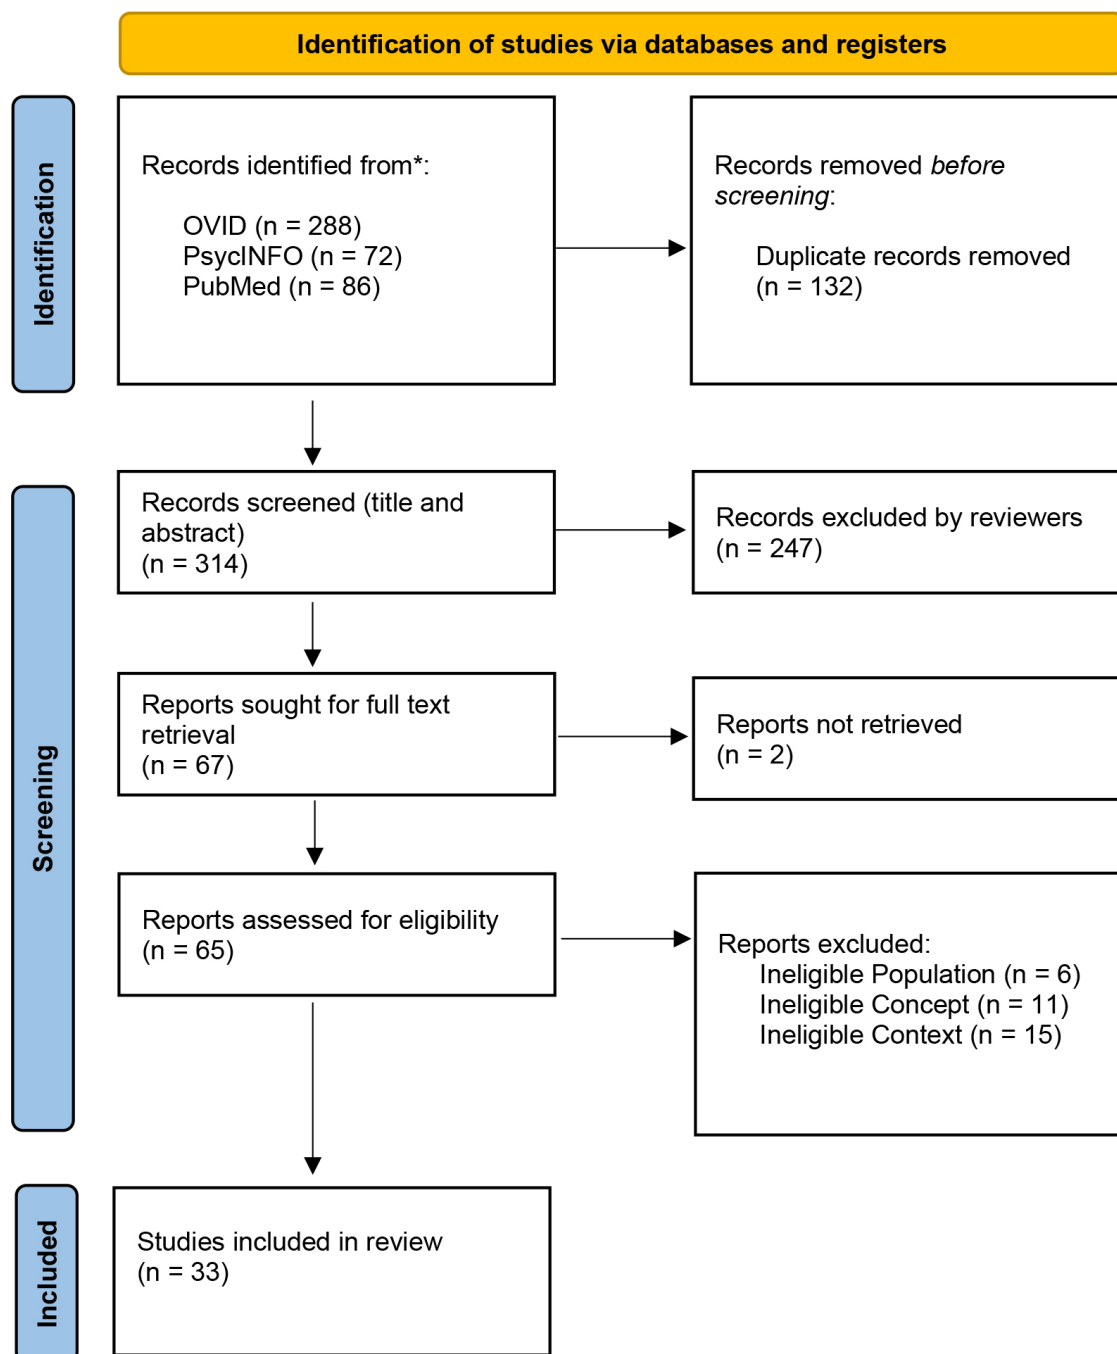 Identification of studies via databases and registers
Identification
Records identified from*:
OVID (n = 288)
PsycINFO (n = 72)
PubMed (n = 86)
Records removed before
screening:
Duplicate records removed
(n = 132)
Screening
Records screened (title and
abstract)
(n = 314)
Records excluded by reviewers
(n = 247)
Reports sought for full text
retrieval
(n = 67)
Reports not retrieved
(n = 2)
Reports assessed for eligibility
(n = 65)
Reports excluded:
Ineligible Population (n = 6)
Ineligible Concept (n = 11)
Ineligible Context (n = 15)
Included
Studies included in review
(n = 33)